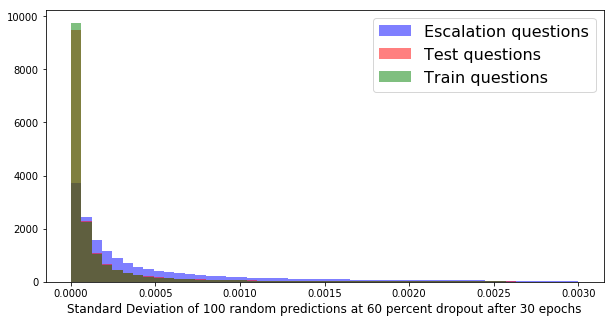 10000
8000
6000
4000
2000
0
Escalation questions
Test questions
Train questions
0.0000 0.0005 0.0010 0.0015 0.0020 0.0025 0.0030
Standard Deviation of 100 random predictions at 60 percent dropout after 30 epochs